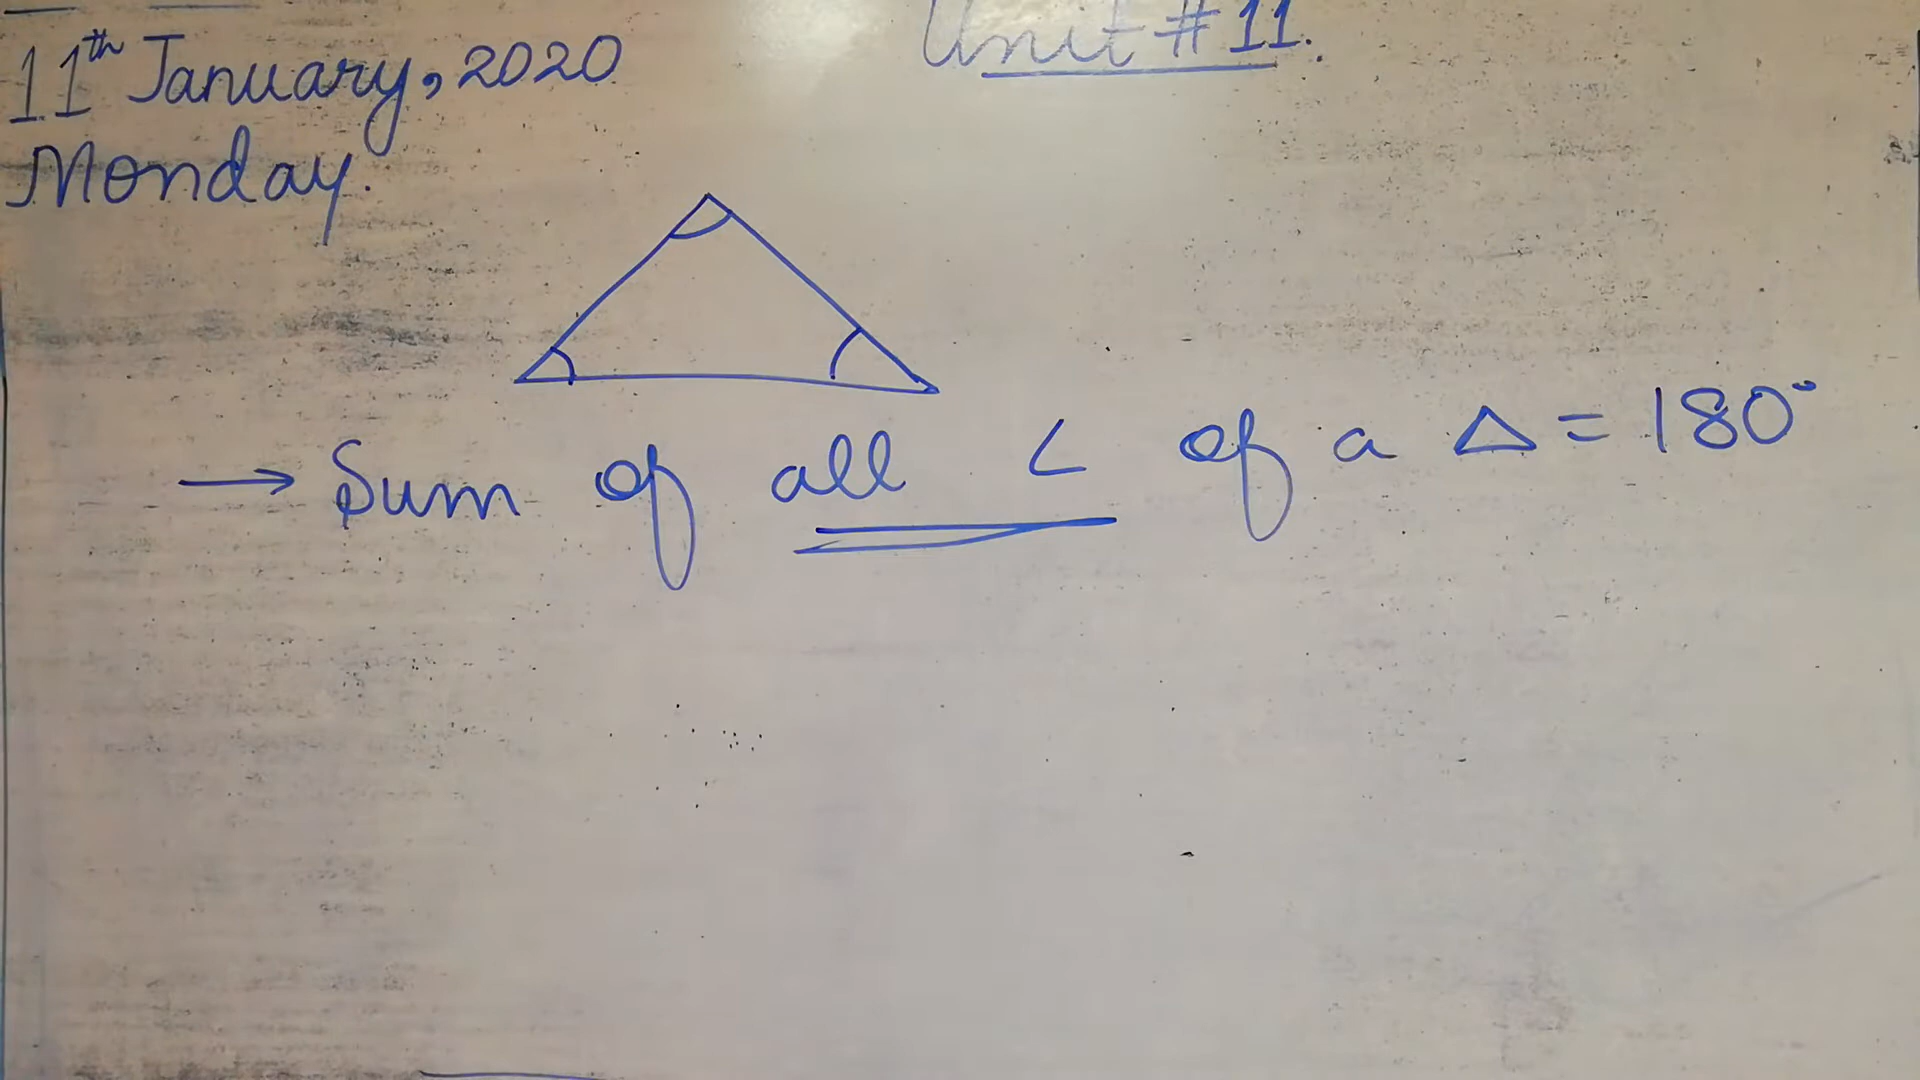 Unit # 11.
11th January, 2020
Monday.
→ Sum of all ∠ of a △ = 180°